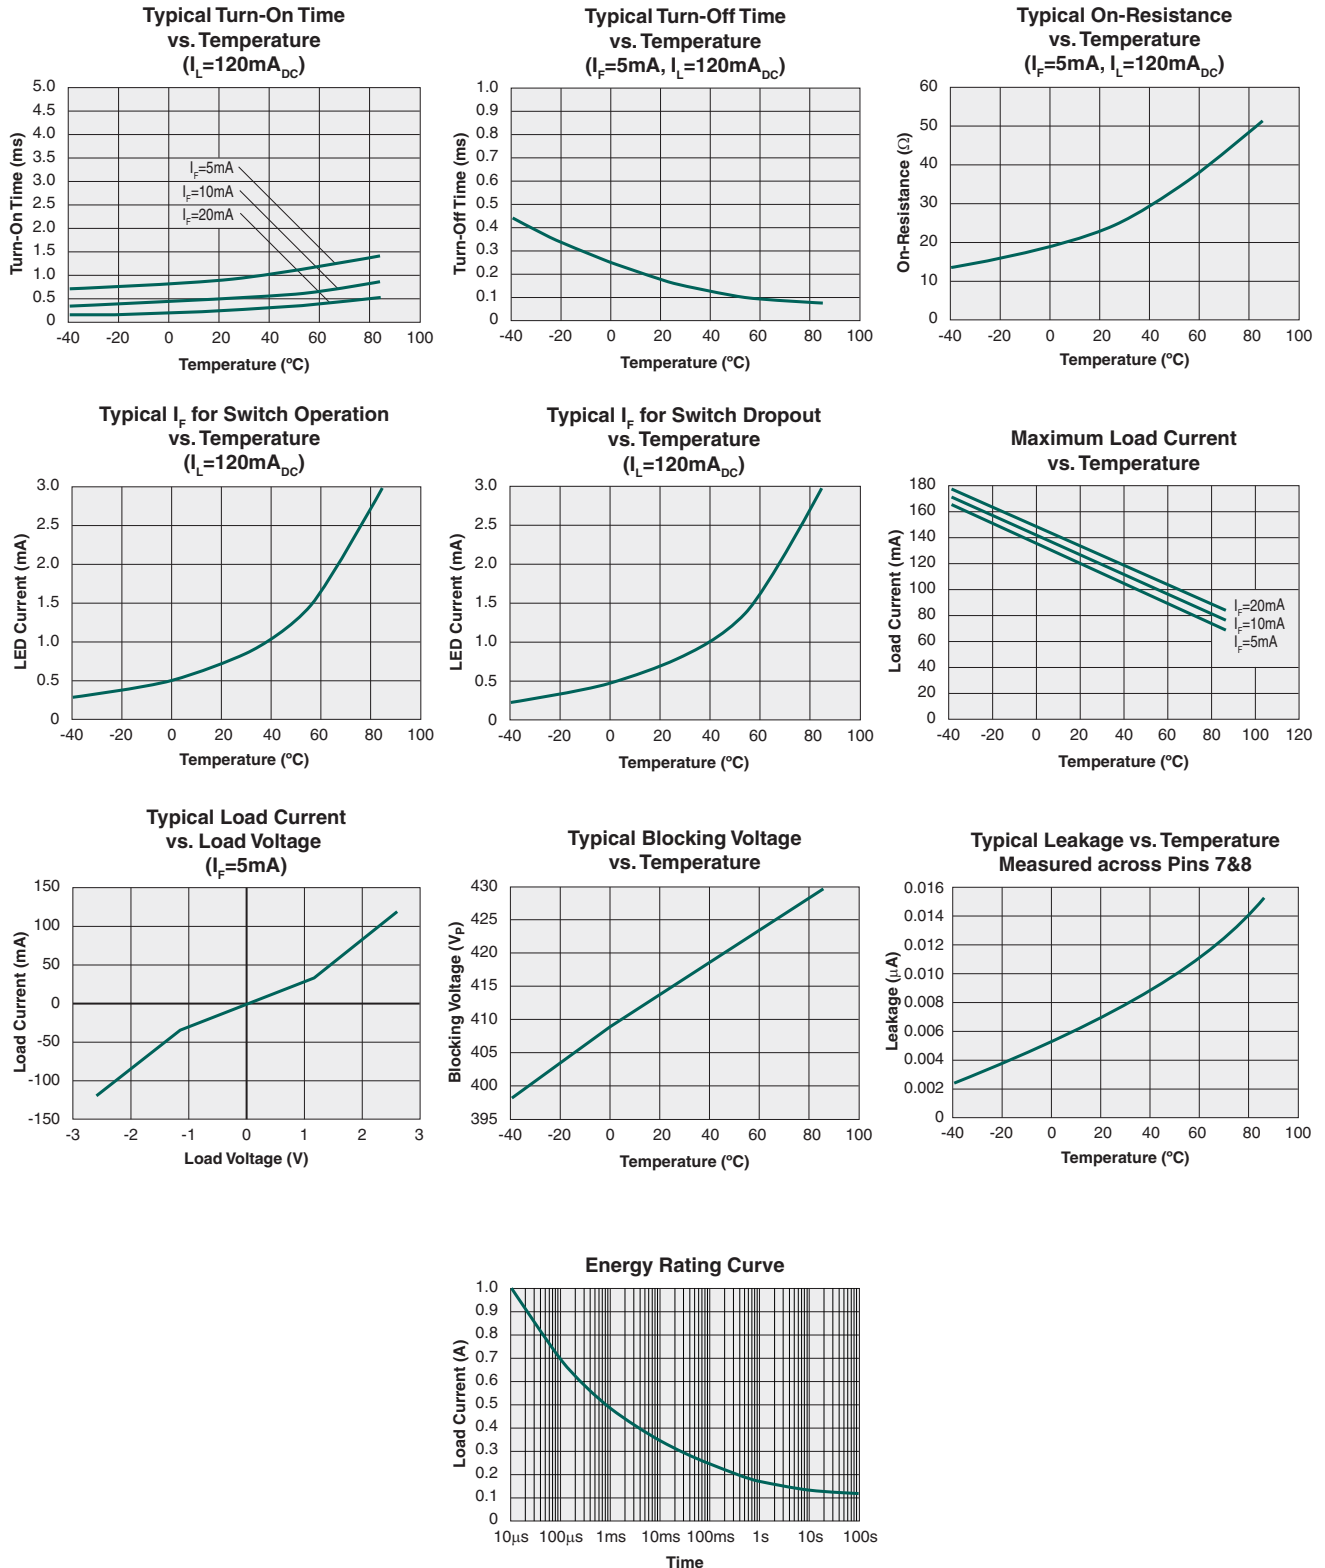 Typical Turn-On Time
vs. Temperature
(IL=120mADC)
Turn-On Time (ms)
5.0
4.5
4.0
3.5
3.0
2.5
2.0
1.5
1.0
0.5
0
IF=5mA
IF=10mA
IF=20mA
-40 -20 0 20 40 60 80 100
Temperature (ºC)
Typical Turn-Off Time
vs. Temperature
(IF=5mA, IL=120mADC)
Turn-Off Time (ms)
1.0
0.9
0.8
0.7
0.6
0.5
0.4
0.3
0.2
0.1
0
-40 -20 0 20 40 60 80 100
Temperature (ºC)
Typical On-Resistance
vs. Temperature
(IF=5mA, IL=120mADC)
On-Resistance (Ω)
60
50
40
30
20
10
0
-40 -20 0 20 40 60 80 100
Temperature (ºC)
Typical IF for Switch Operation
vs. Temperature
(IL=120mADC)
LED Current (mA)
3.0
2.5
2.0
1.5
1.0
0.5
0
-40 -20 0 20 40 60 80 100
Temperature (ºC)
Typical IF for Switch Dropout
vs. Temperature
(IL=120mADC)
LED Current (mA)
3.0
2.5
2.0
1.5
1.0
0.5
0
-40 -20 0 20 40 60 80 100
Temperature (ºC)
Maximum Load Current
vs. Temperature
Load Current (mA)
180
160
140
120
100
80
60
40
20
0
IF=20mA
IF=10mA
IF=5mA
-40 -20 0 20 40 60 80 100 120
Temperature (ºC)
Typical Load Current
vs. Load Voltage
(IF=5mA)
Load Current (mA)
150
100
50
0
-50
-100
-150
-3 -2 -1 0 1 2 3
Load Voltage (V)
Typical Blocking Voltage
vs. Temperature
Blocking Voltage (VP)
430
425
420
415
410
405
400
395
-40 -20 0 20 40 60 80 100
Temperature (ºC)
Typical Leakage vs. Temperature
Measured across Pins 7&8
Leakage (μA)
0.016
0.014
0.012
0.010
0.008
0.006
0.004
0.002
0
-40 -20 0 20 40 60 80 100
Temperature (ºC)
Energy Rating Curve
Load Current (A)
1.0
0.9
0.8
0.7
0.6
0.5
0.4
0.3
0.2
0.1
0
10μs 100μs 1ms 10ms 100ms 1s 10s 100s
Time